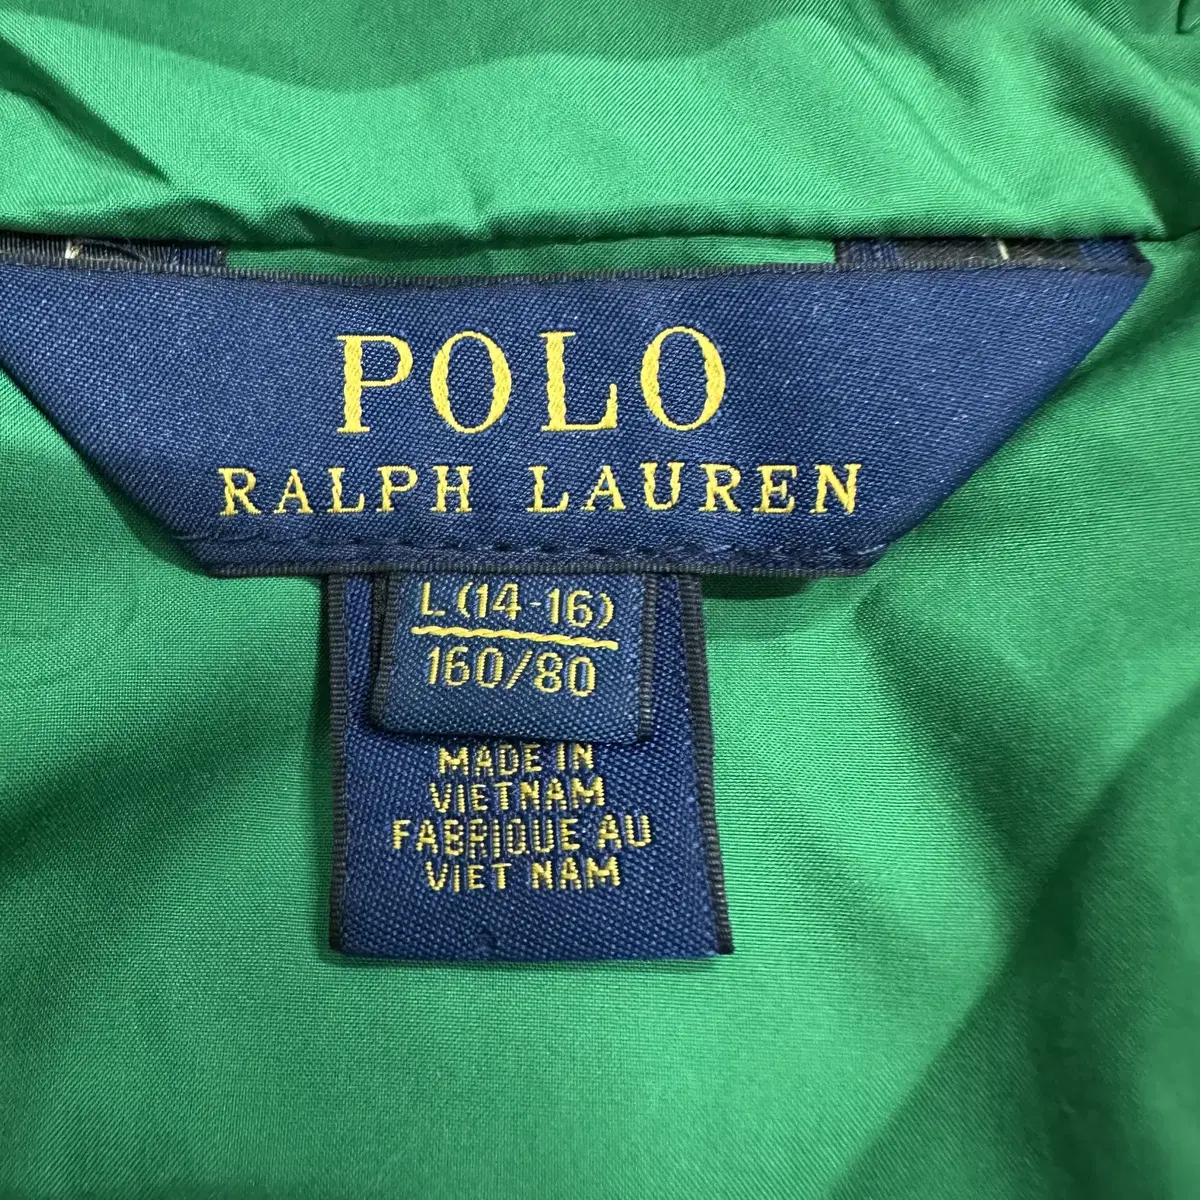 POLO
RALPH LAUREN
L (14-16)
160/80
MADE IN
VIETNAM
FABRIQUE AU
VIET NAM